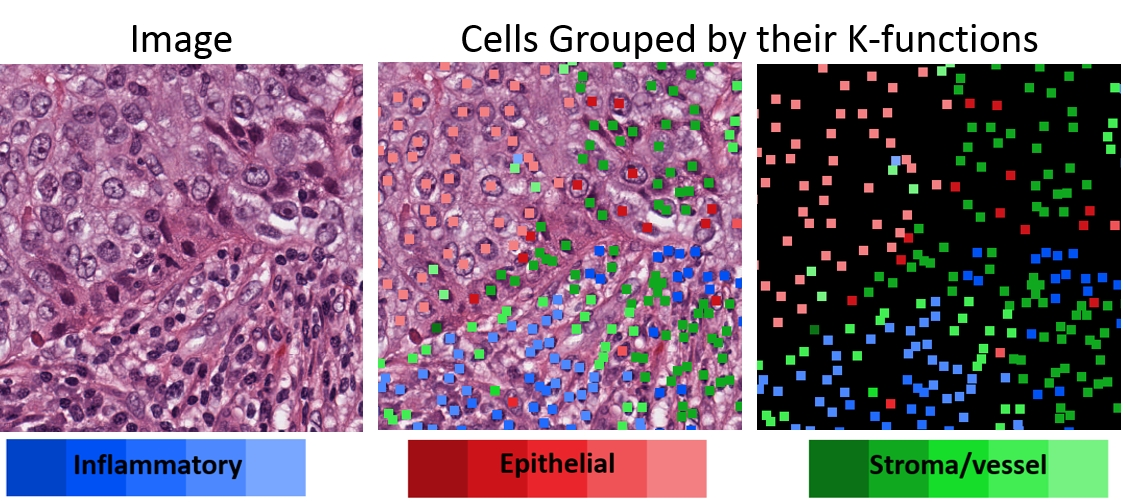 Image
Cells Grouped by their K-functions
Inflammatory
Epithelial
Stroma/vessel